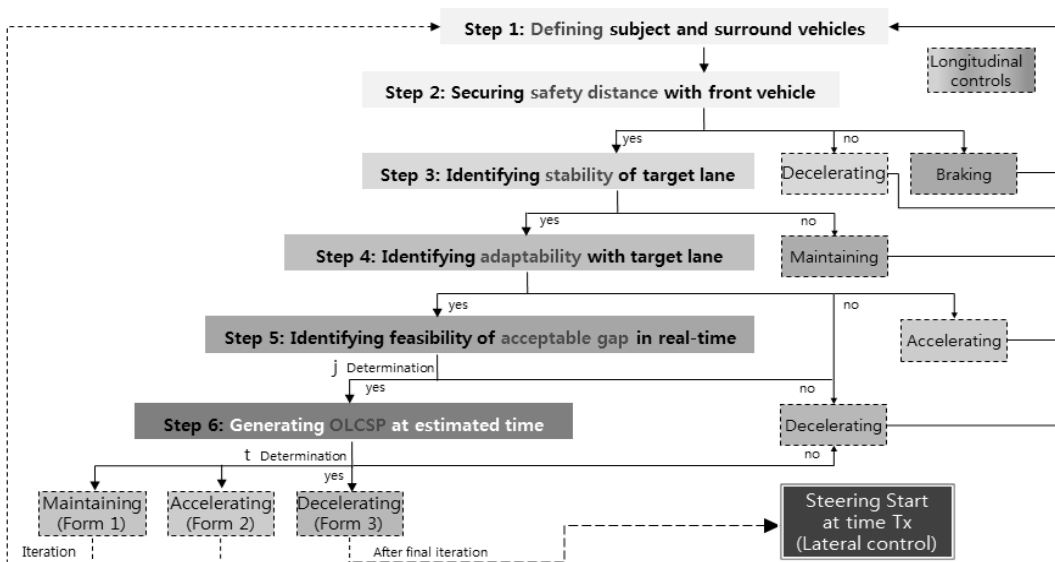 Step 1: Defining subject and surround vehicles
Longitudinal
controls
Step 2: Securing safety distance with front vehicle
yes
no
Step 3: Identifying stability of target lane
Decelerating
Braking
yes
no
Step 4: Identifying adaptability with target lane
Maintaining
yes
no
Step 5: Identifying feasibility of acceptable gap in real-time
Accelerating
j Determination
yes
no
Step 6: Generating OLCSP at estimated time
Decelerating
t Determination
yes
no
Maintaining
(Form 1)
Accelerating
(Form 2)
Decelerating
(Form 3)
Steering Start
at time Tx
(Lateral control)
Iteration
After final iteration